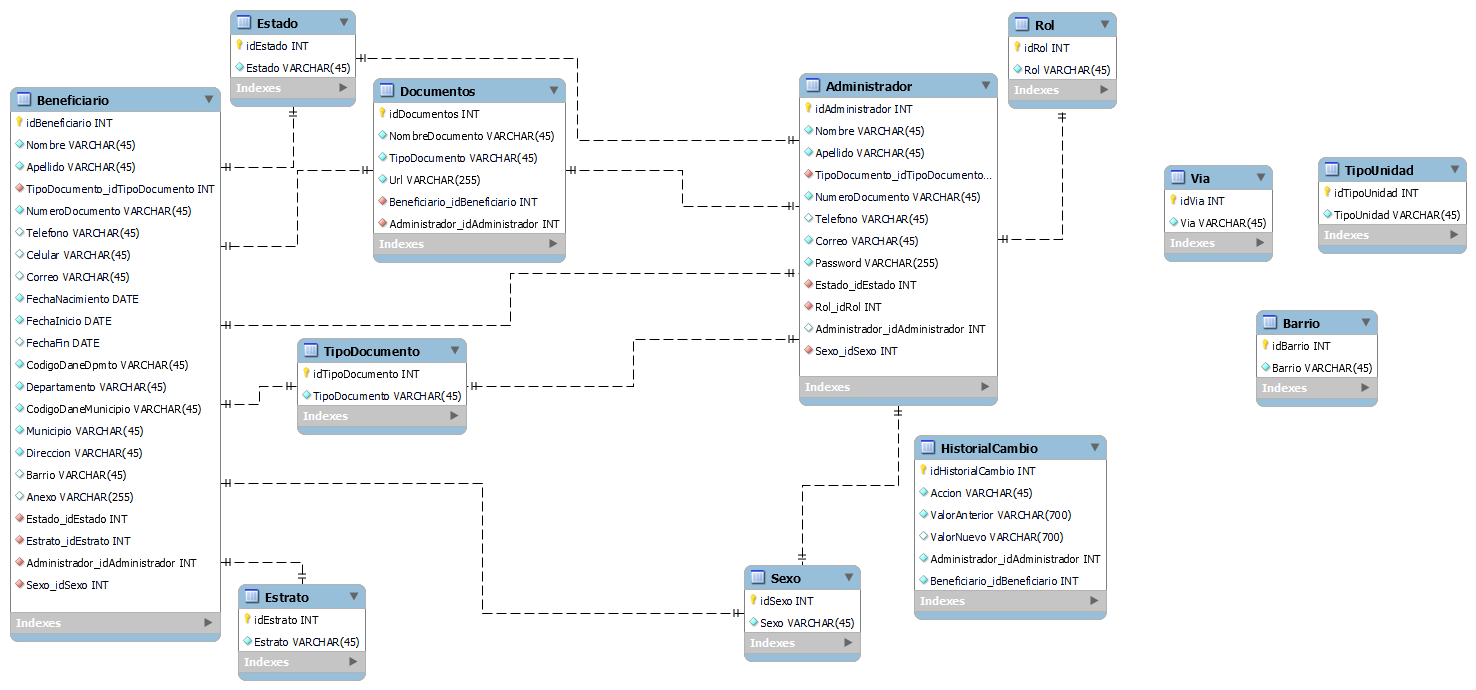 Estado
idEstado INT
Estado VARCHAR(45)
Indexes
Beneficiario
idBeneficiario INT
Nombre VARCHAR(45)
Apellido VARCHAR(45)
TipoDocumento_idTipoDocumento INT
NumeroDocumento VARCHAR(45)
Telefono VARCHAR(45)
Celular VARCHAR(45)
Correo VARCHAR(45)
FechaNacimiento DATE
FechaInicio DATE
FechaFin DATE
CodigoDaneDpmto VARCHAR(45)
Departamento VARCHAR(45)
CodigoDaneMunicipio VARCHAR(45)
Municipio VARCHAR(45)
Direccion VARCHAR(45)
Barrio VARCHAR(45)
Anexo VARCHAR(255)
Estado_idEstado INT
Estrato_idEstrato INT
Administrador_idAdministrador INT
Sexo_idSexo INT
Indexes
Documentos
idDocumentos INT
NombreDocumento VARCHAR(45)
TipoDocumento VARCHAR(45)
Url VARCHAR(255)
Beneficiario_idBeneficiario INT
Administrador_idAdministrador INT
Indexes
TipoDocumento
idTipoDocumento INT
TipoDocumento VARCHAR(45)
Indexes
Estrato
idEstrato INT
Estrato VARCHAR(45)
Indexes
Administrador
idAdministrador INT
Nombre VARCHAR(45)
Apellido VARCHAR(45)
TipoDocumento_idTipoDocumento...
NumeroDocumento VARCHAR(45)
Telefono VARCHAR(45)
Correo VARCHAR(45)
Password VARCHAR(255)
Estado_idEstado INT
Rol_idRol INT
Administrador_idAdministrador INT
Sexo_idSexo INT
Indexes
Sexo
idSexo INT
Sexo VARCHAR(45)
Indexes
HistorialCambio
idHistorialCambio INT
Accion VARCHAR(45)
ValorAnterior VARCHAR(700)
ValorNuevo VARCHAR(700)
Administrador_idAdministrador INT
Beneficiario_idBeneficiario INT
Indexes
Rol
idRol INT
Rol VARCHAR(45)
Indexes
Via
idVia INT
Via VARCHAR(45)
Indexes
TipoUnidad
idTipoUnidad INT
TipoUnidad VARCHAR(45)
Indexes
Barrio
idBarrio INT
Barrio VARCHAR(45)
Indexes